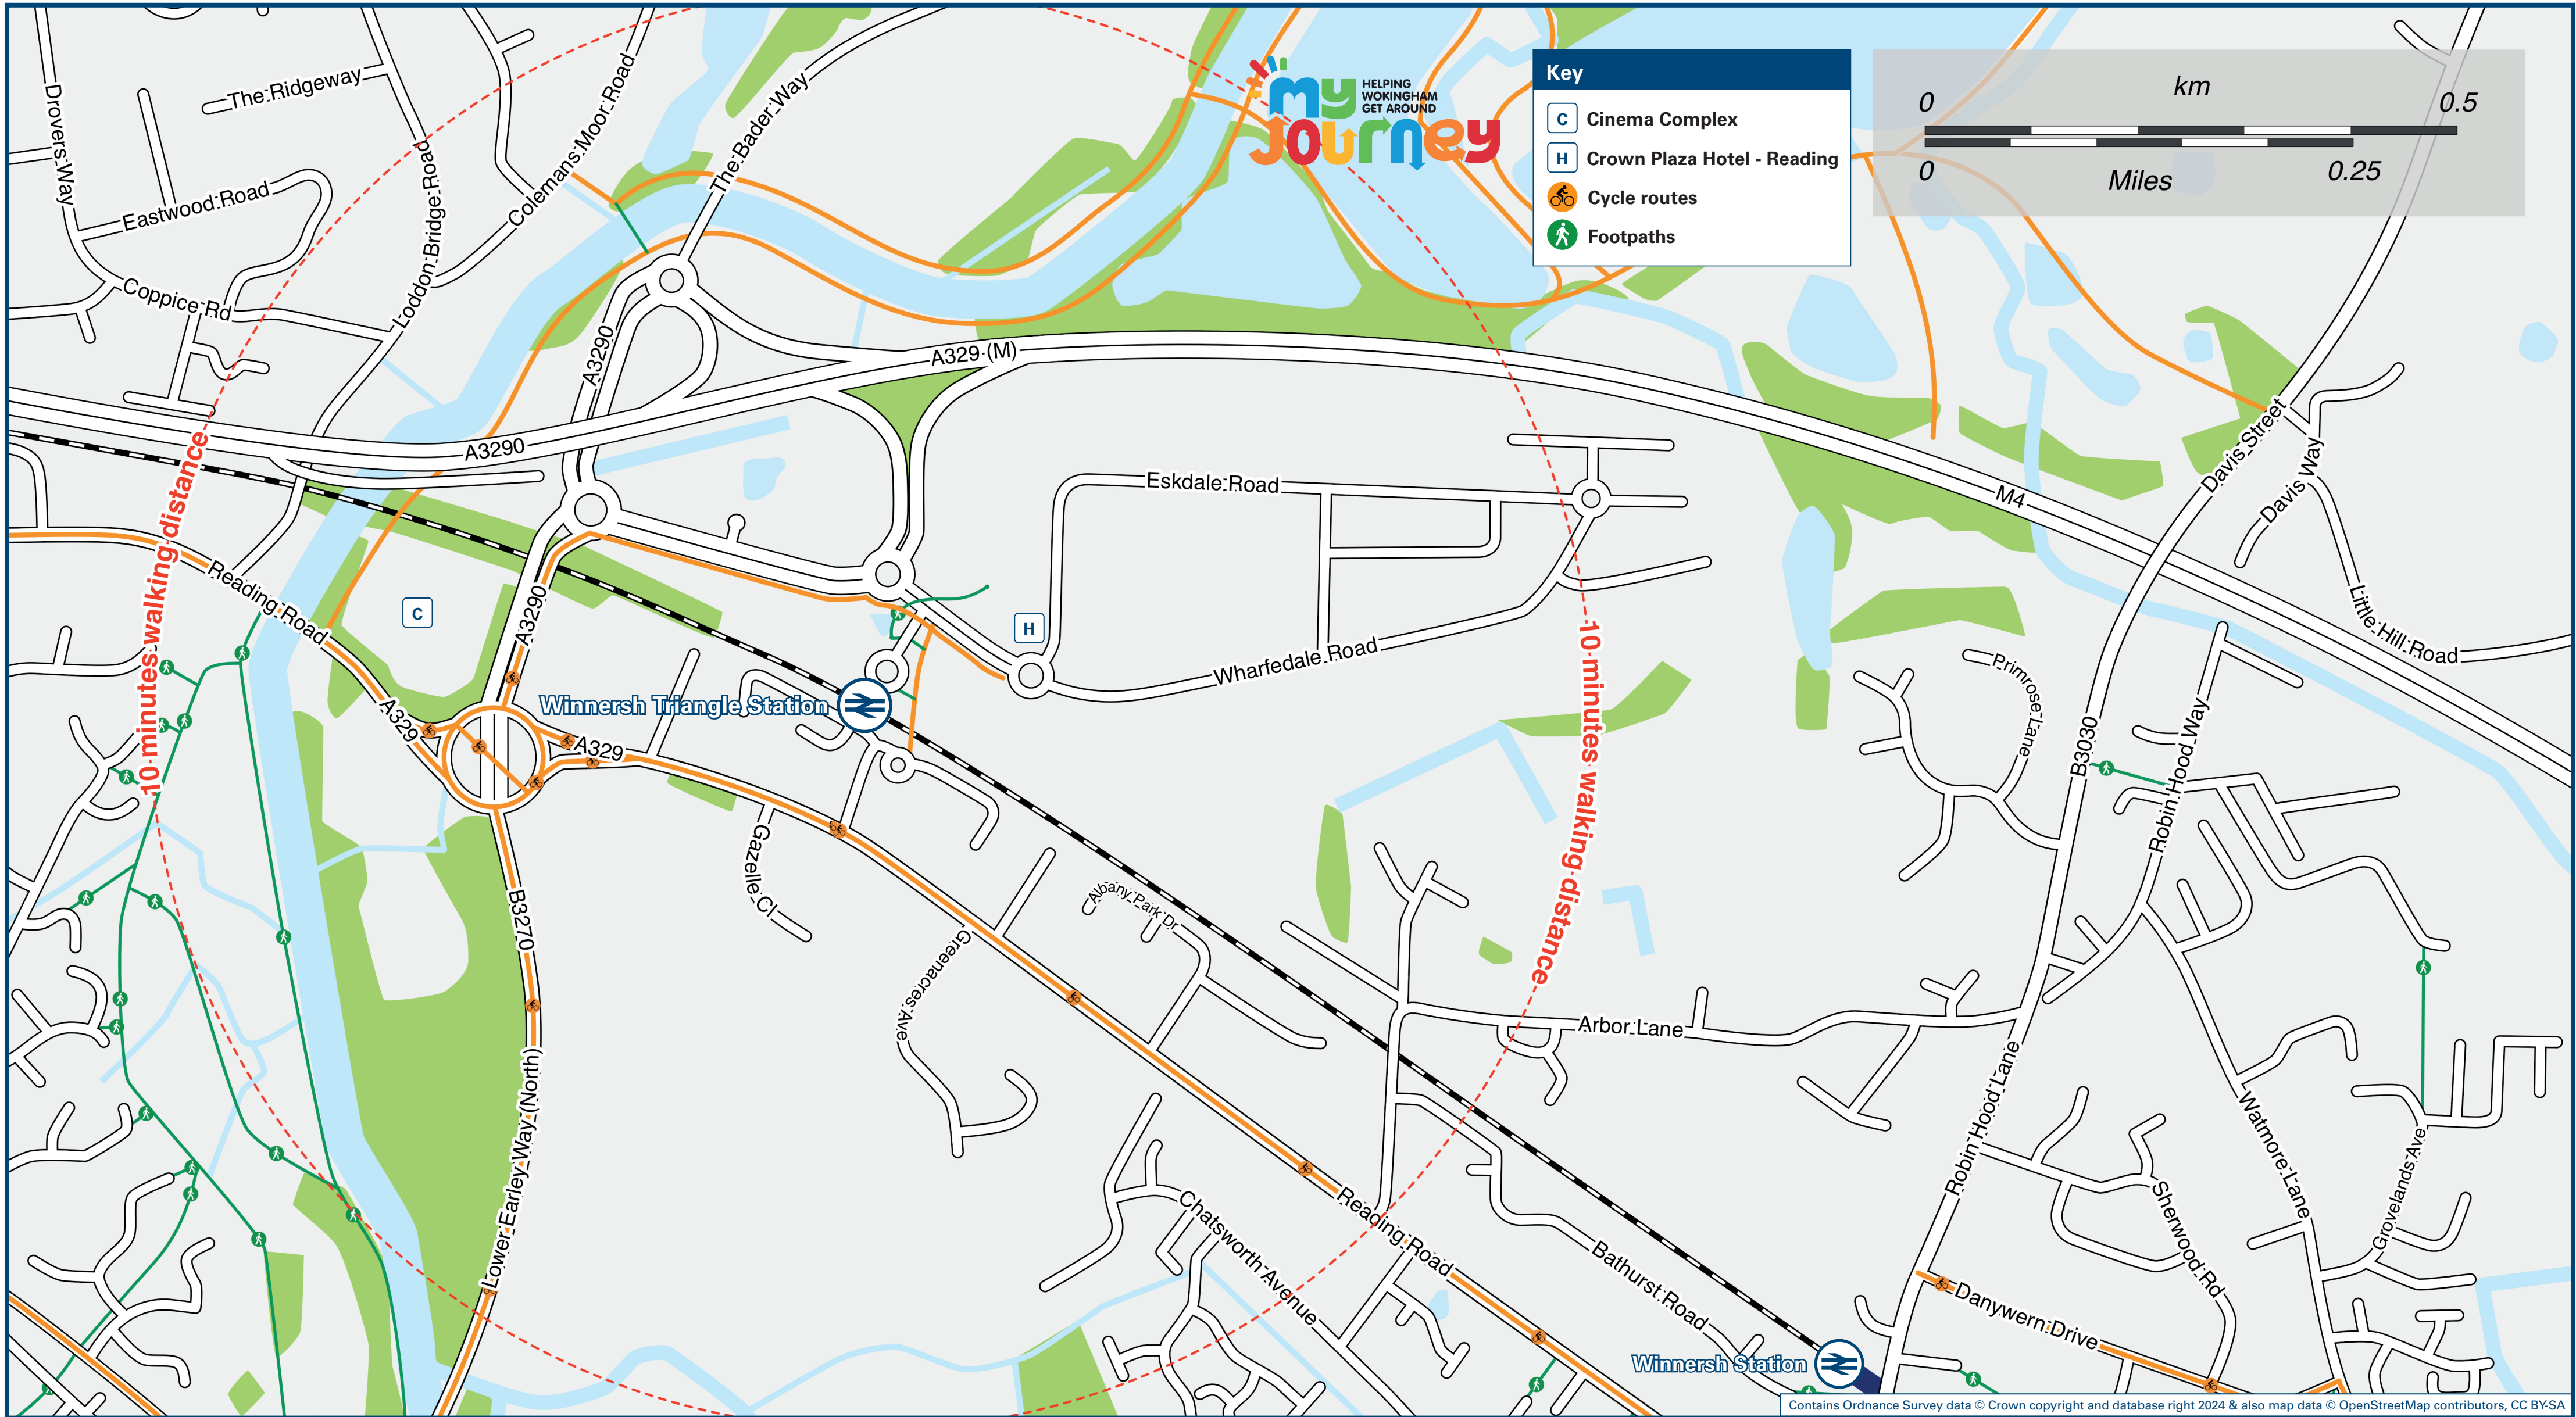 my HELPING
WOKINGHAM
GET AROUND
JOURNEY
Key
C Cinema Complex
H Crown Plaza Hotel - Reading
Cycle routes
Footpaths
km
0 0.5
0 0.25
Miles
Drovers Way
The Ridgeway
Eastwood Road
Coppice Rd
Loddon Bridge Road
Colemans Moor Road
The Bader Way
A3290
A329 (M)
A3290
M4
Davis Street
Davis Way
Little Hill Road
Eskdale Road
Wharfedale Road
10 minutes walking distance
10 minutes walking distance
Reading Road
C
A3290
H
Winnersh Triangle Station
A329
A329
Primrose Lane
B3030
Robin Hood Way
Gazelle Cl
B3270
Albany Park Dr
Greenacres Ave
Arbor Lane
Lower Earley Way (North)
Robin Hood Lane
Watmore Lane
Grovelands Ave
Sherwood Rd
Chatsworth Avenue
Reading Road
Bathurst Road
Danywern Drive
Winnersh Station
Contains Ordnance Survey data © Crown copyright and database right 2024 & also map data © OpenStreetMap contributors, CC BY-SA